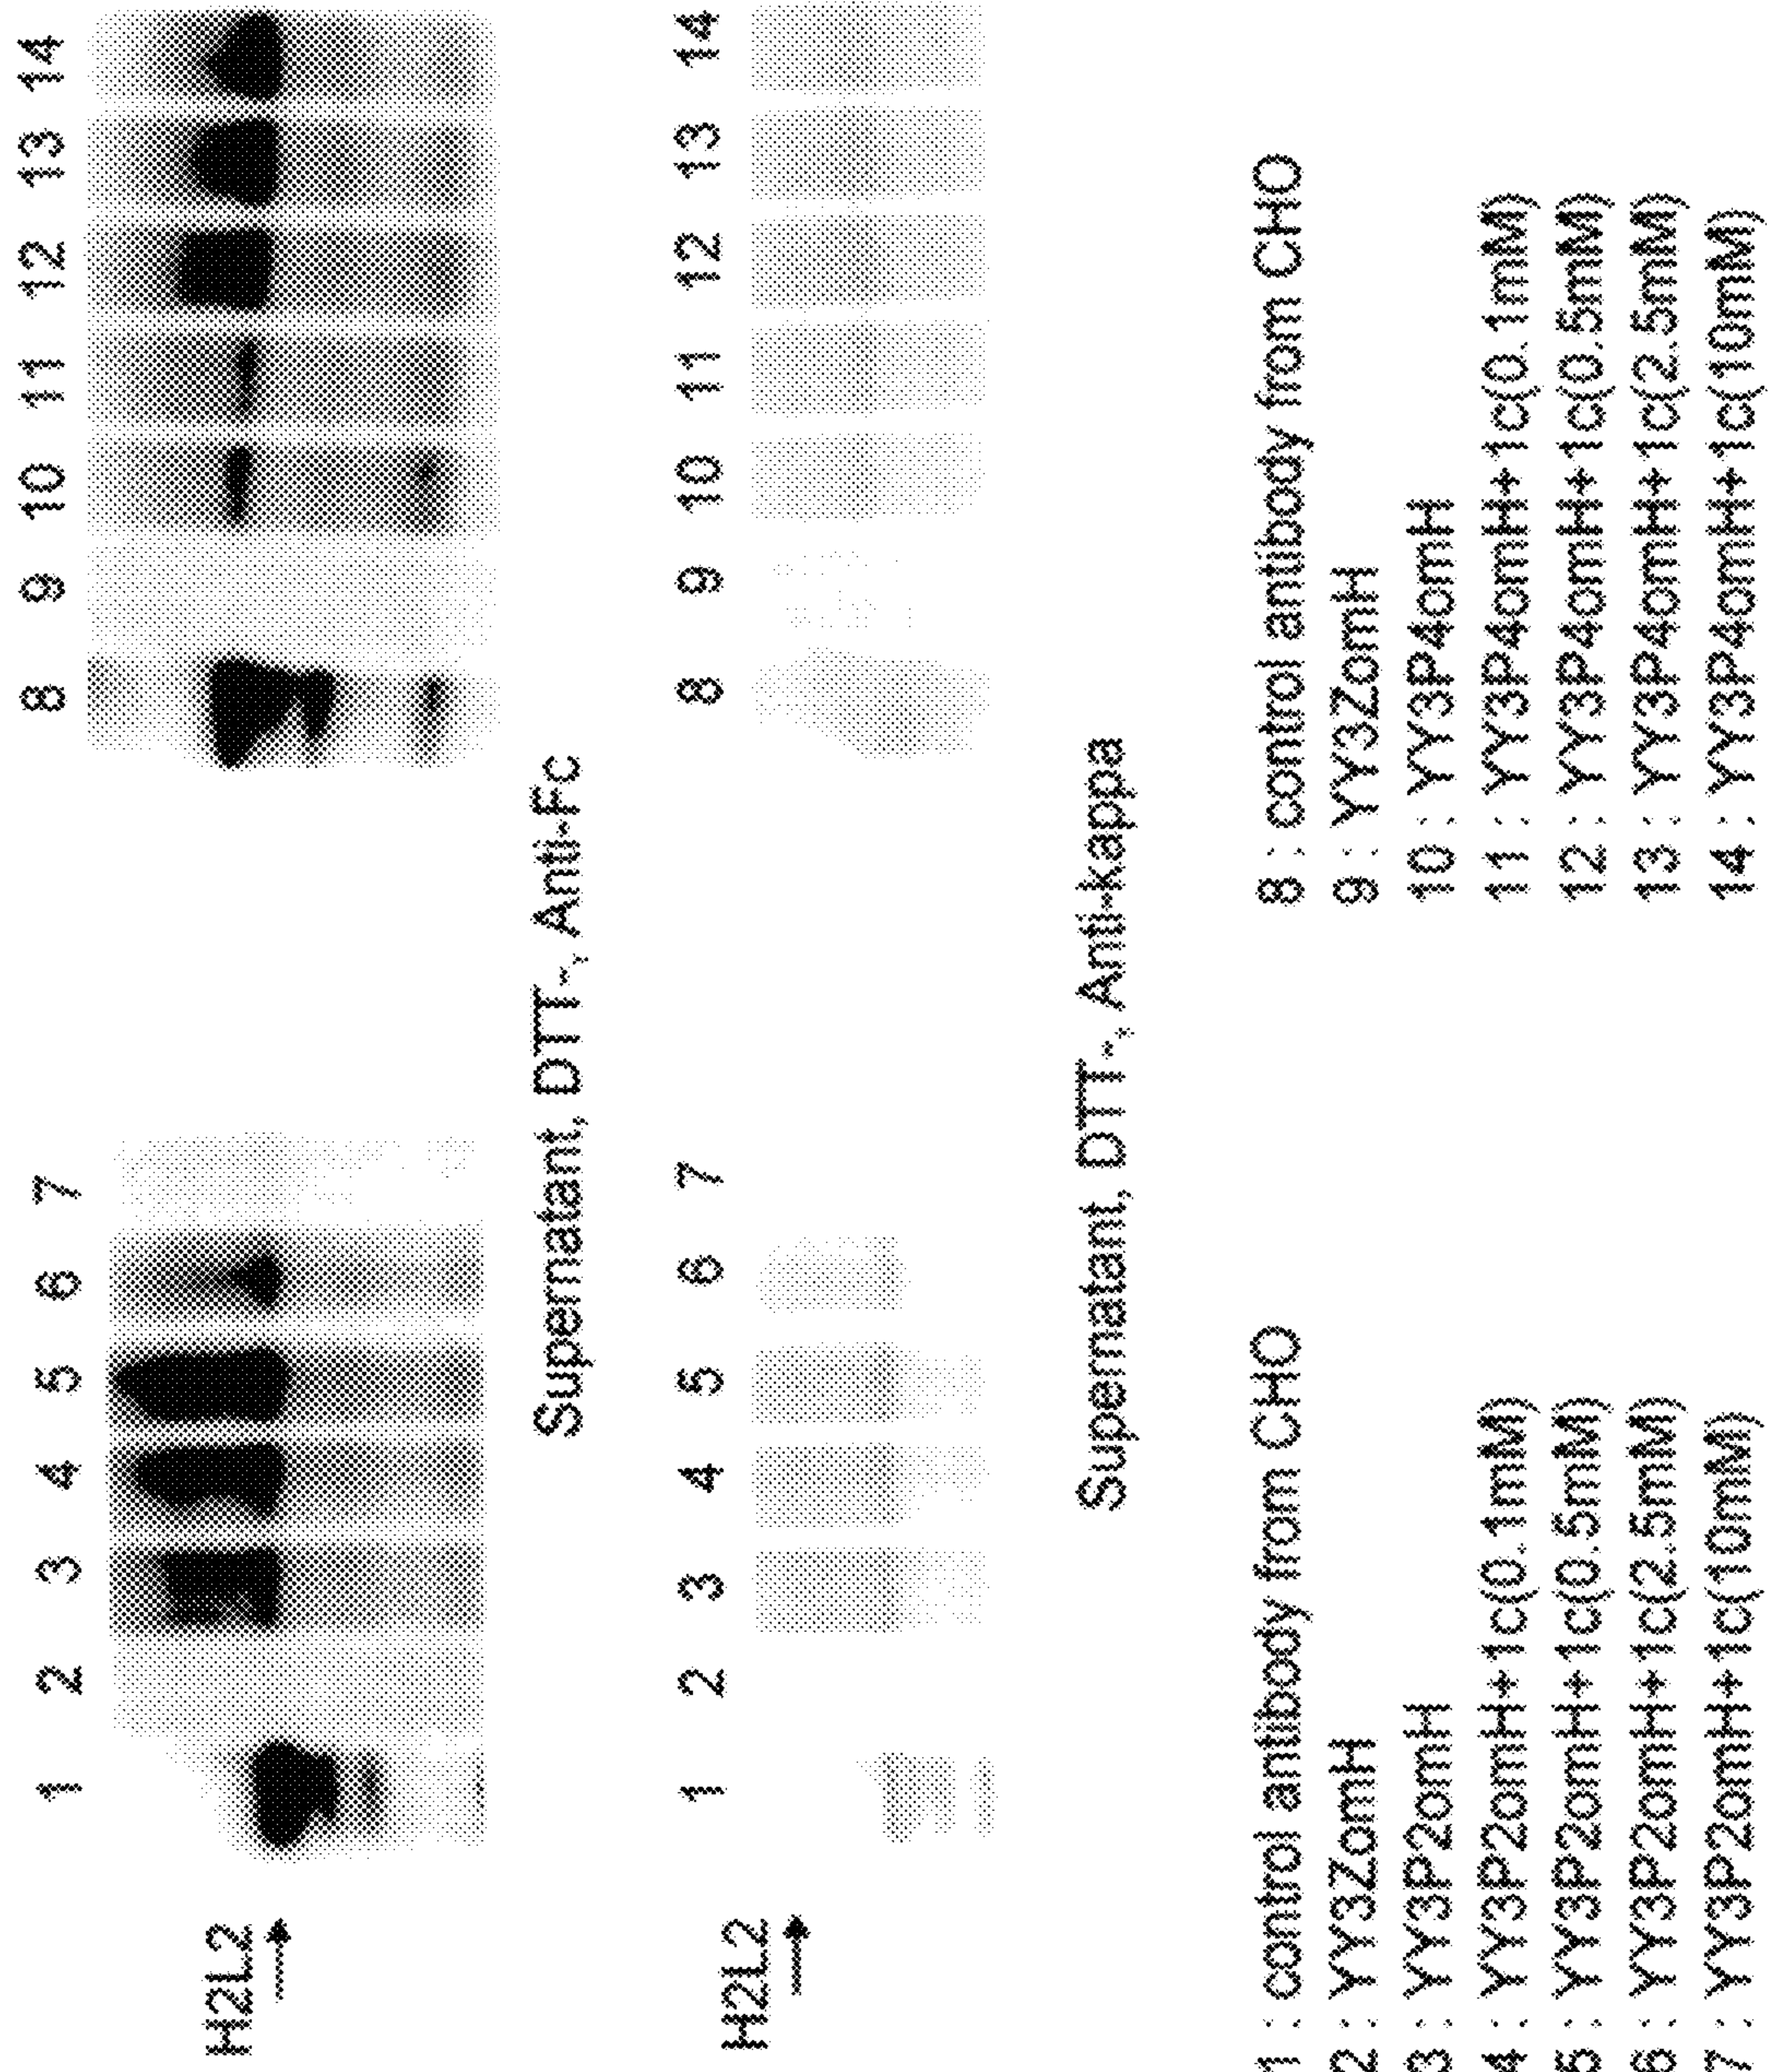 1 2 3 4 5 6 7 8 9 10 11 12 13 14
H2L2
Supernatant, DTT-, Anti-Fc
1 2 3 4 5 6 7 8 9 10 11 12 13 14
H2L2
Supernatant, DTT-, Anti-kappa
1 : control antibody from CHO
2 : YY3ZomH
3 : YY3P2omH
4 : YY3P2omH+1c(0.1mM)
5 : YY3P2omH+1c(0.5mM)
6 : YY3P2omH+1c(2.5mM)
7 : YY3P2omH+1c(10mM)
8 : control antibody from CHO
9 : YY3ZomH
10 : YY3P4omH
11 : YY3P4omH+1c(0.1mM)
12 : YY3P4omH+1c(0.5mM)
13 : YY3P4omH+1c(2.5mM)
14 : YY3P4omH+1c(10mM)